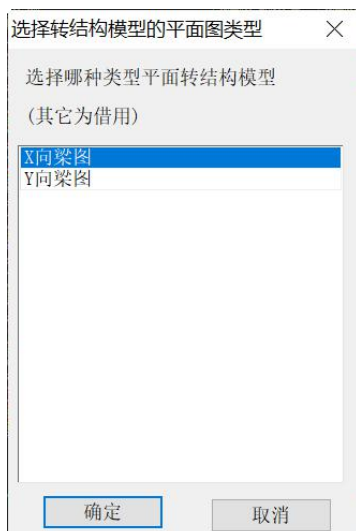 选择转结构模型的平面图类型
选择哪种类型平面转结构模型
(其它为借用)
X向梁图
Y向梁图
确定
取消